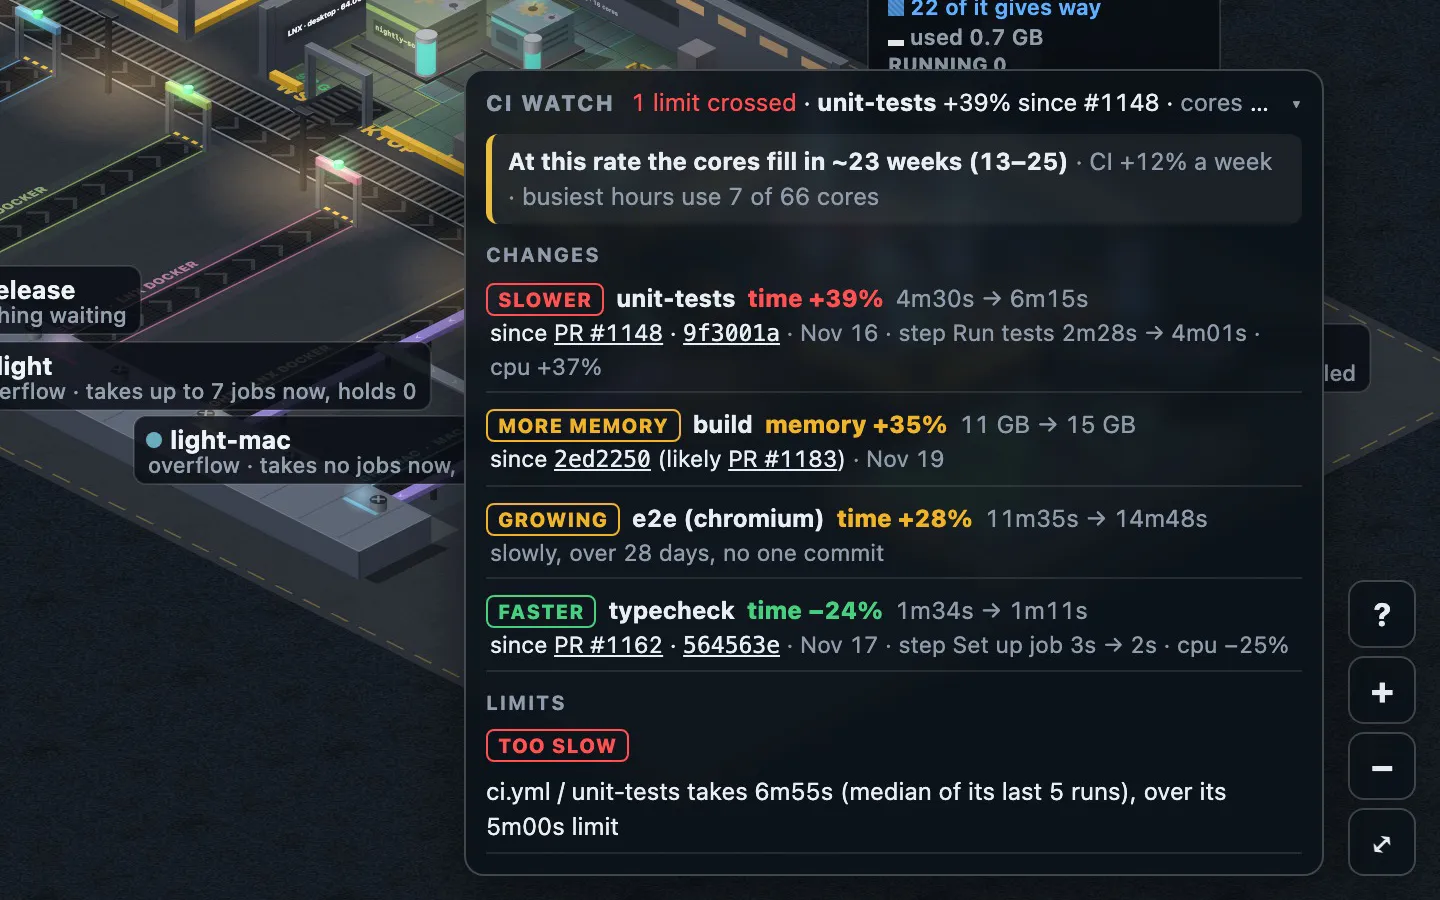 LNX · desktop · 64.0
nightly-so
22 of it gives way
used 0.7 GB
RUNNING 0
DOCKER
DOCKER
elease
hing waiting
light
erflow · takes up to 7 jobs now, holds 0
light-mac
overflow · takes no jobs now,
led
CI WATCH 1 limit crossed · unit-tests +39% since #1148 · cores ... ▾
At this rate the cores fill in ~23 weeks (13–25) · CI +12% a week
· busiest hours use 7 of 66 cores
CHANGES
SLOWER unit-tests time +39% 4m30s → 6m15s
since PR #1148 · 9f3001a · Nov 16 · step Run tests 2m28s → 4m01s ·
cpu +37%
MORE MEMORY build memory +35% 11 GB → 15 GB
since 2ed2250 (likely PR #1183) · Nov 19
GROWING e2e (chromium) time +28% 11m35s → 14m48s
slowly, over 28 days, no one commit
FASTER typecheck time −24% 1m34s → 1m11s
since PR #1162 · 564563e · Nov 17 · step Set up job 3s → 2s · cpu −25%
LIMITS
TOO SLOW
ci.yml / unit-tests takes 6m55s (median of its last 5 runs), over its
5m00s limit
?
+
−